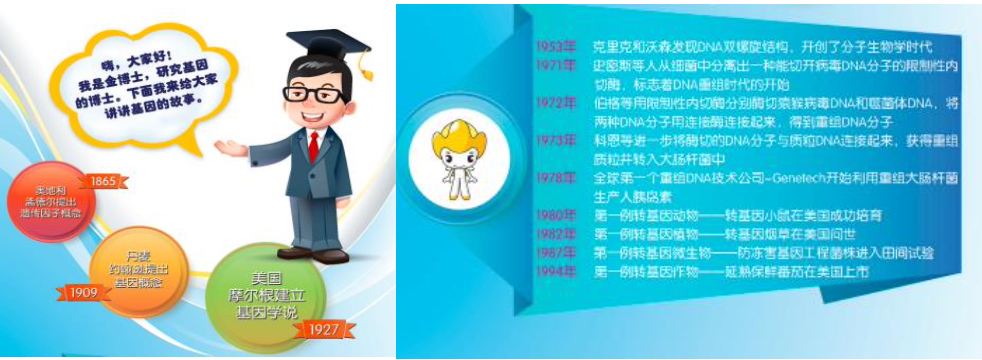 嗨，大家好！
我是金博士，研究基因
的博士。下面我来给大家
讲讲基因的故事。
1865
奥地利
孟德尔提出
遗传因子概念
丹麦
约翰逊提出
基因概念
1909
美国
摩尔根建立
基因学说
1927
1953年 克里克和沃森发现DNA双螺旋结构，开创了分子生物学时代
1971年 史密斯等人从细菌中分离出一种能切开病毒DNA分子的限制性内
切酶，标志着DNA重组时代的开始
1972年 伯格等用限制性内切酶分别酶切猿猴病毒DNA和噬菌体DNA，将
两种DNA分子用连接酶连接起来，得到重组DNA分子
1973年 科恩等进一步将酶切的DNA分子与质粒DNA连接起来，获得重组
质粒并转入大肠杆菌中
1978年 全球第一个重组DNA技术公司-Genetech开始利用重组大肠杆菌
生产人胰岛素
1980年 第一例转基因动物——转基因小鼠在美国成功培育
1982年 第一例转基因植物——转基因烟草在美国问世
1987年 第一例转基因微生物——防冻害基因工程菌株进入田间试验
1994年 第一例转基因作物——延熟保鲜番茄在美国上市